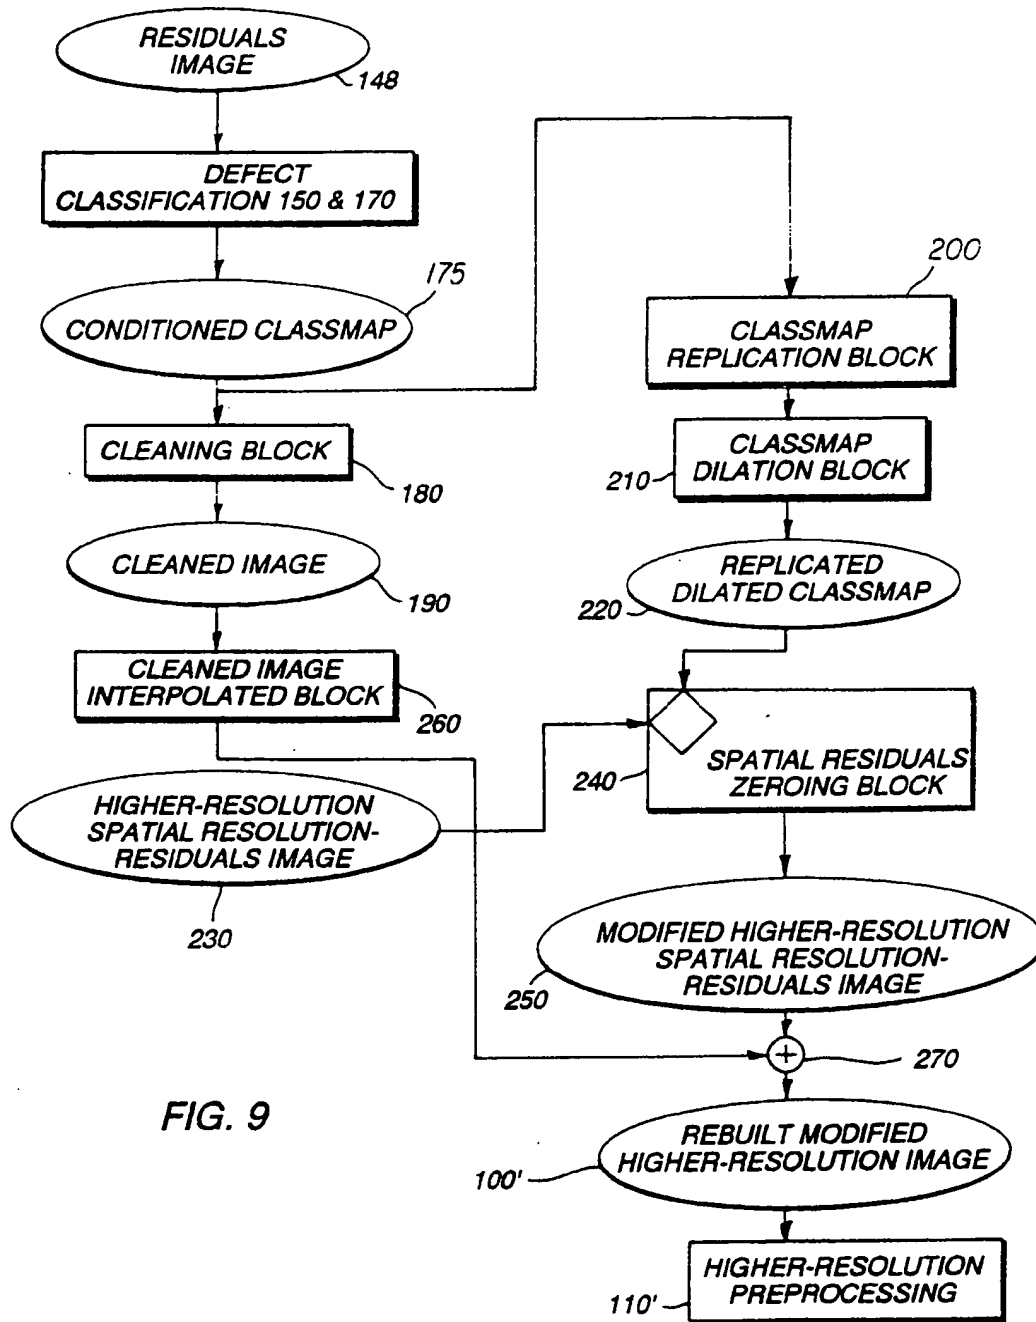 RESIDUALS
IMAGE
148
DEFECT
CLASSIFICATION 150 & 170
175
CONDITIONED CLASSMAP
CLEANING BLOCK
180
CLEANED IMAGE
190
CLEANED IMAGE
INTERPOLATED BLOCK
260
HIGHER-RESOLUTION
SPATIAL RESOLUTION-
RESIDUALS IMAGE
230
200
CLASSMAP
REPLICATION BLOCK
CLASSMAP
DILATION BLOCK
210
REPLICATED
DILATED CLASSMAP
220
SPATIAL RESIDUALS
ZEROING BLOCK
240
MODIFIED HIGHER-RESOLUTION
SPATIAL RESOLUTION-
RESIDUALS IMAGE
250
+
270
REBUILT MODIFIED
HIGHER-RESOLUTION IMAGE
100'
HIGHER-RESOLUTION
PREPROCESSING
110'
FIG. 9